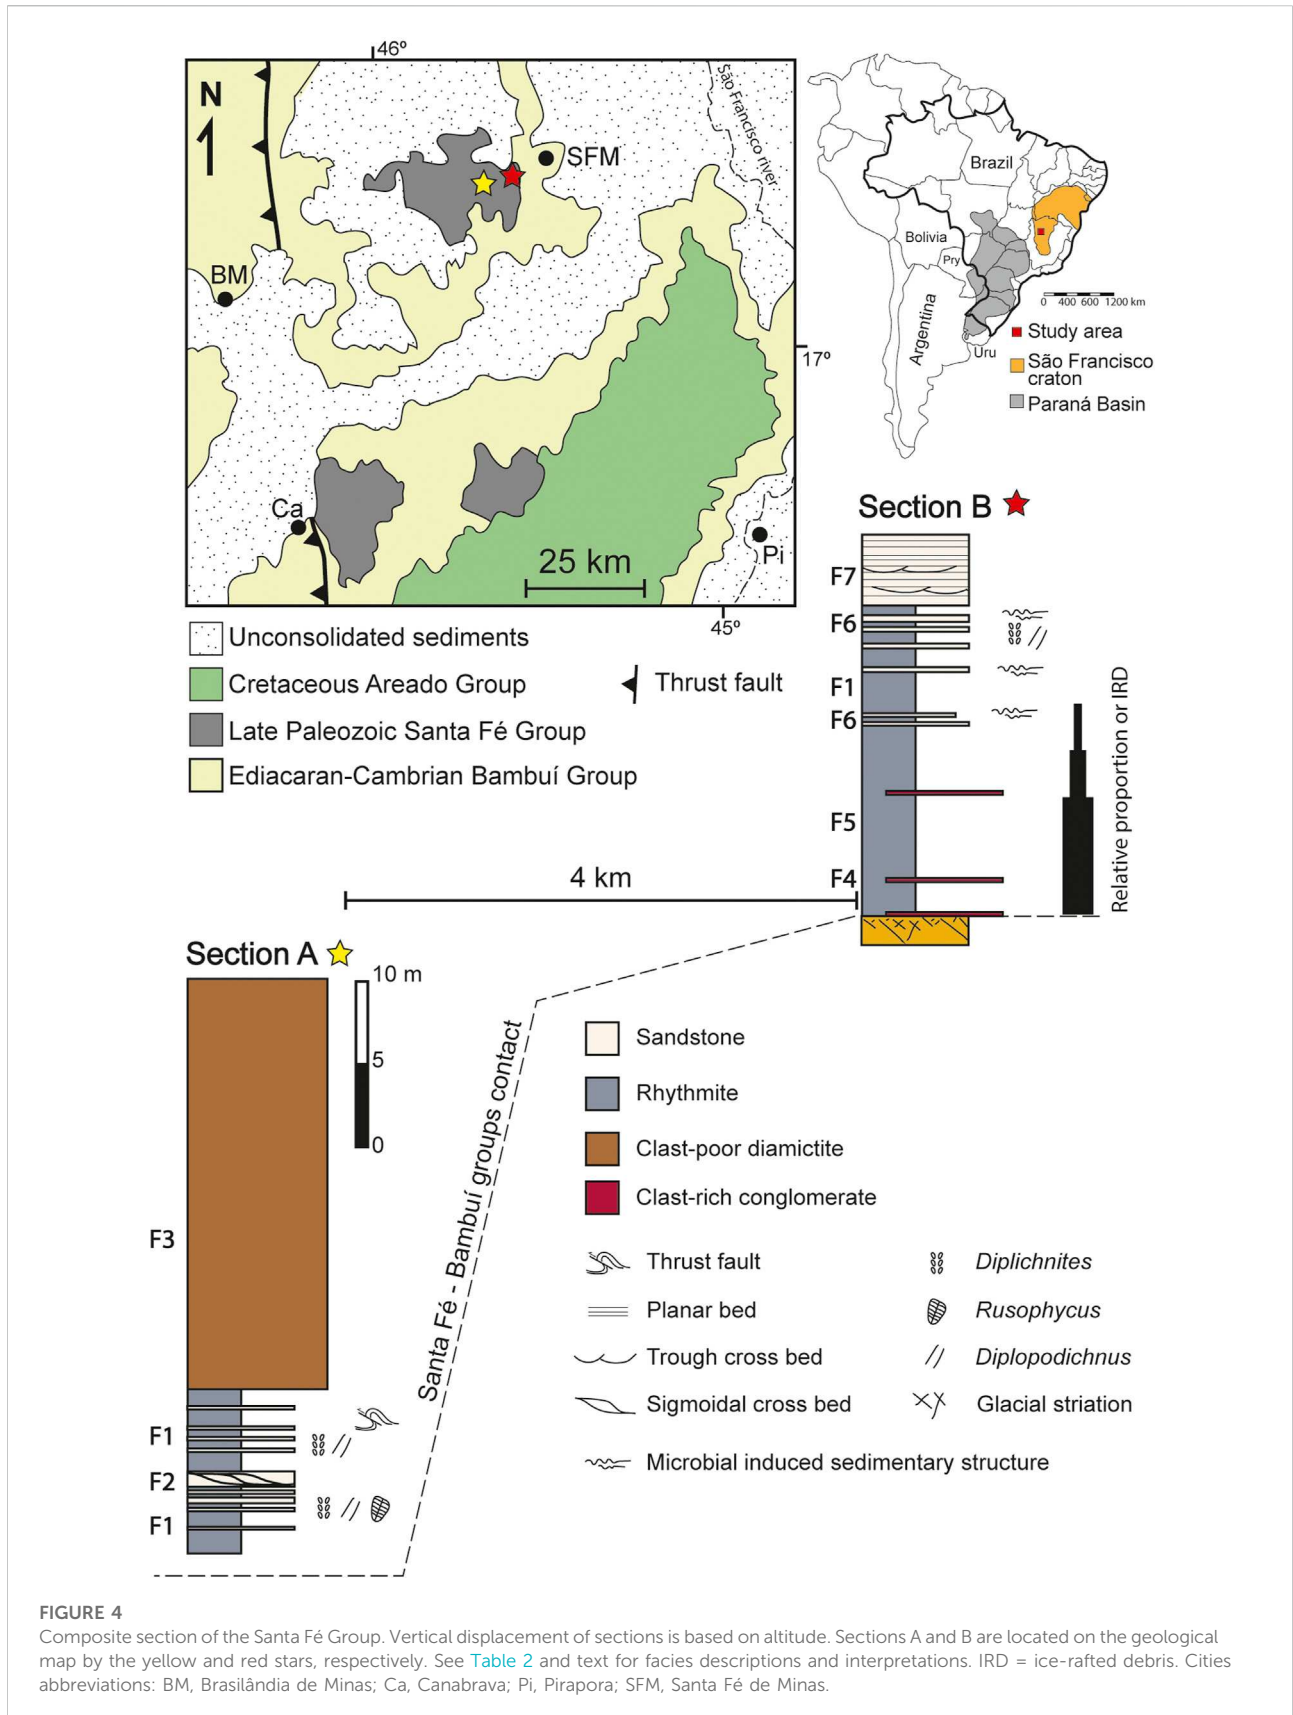 46º
N
São Francisco river
SFM
BM
17º
Ca
25 km
Pi
45º
Brazil
Bolivia
Pry
Argentina
Uru
0 400 600 1200 km
Study area
São Francisco
craton
Paraná Basin
Unconsolidated sediments
Cretaceous Areado Group
Thrust fault
Late Paleozoic Santa Fé Group
Ediacaran-Cambrian Bambuí Group
Section B
F7
F6
F1
F6
F5
F4
Relative proportion or IRD
4 km
Section A
10 m
5
0
F3
F1
F2
F1
Santa Fé - Bambuí groups contact
Sandstone
Rhythmite
Clast-poor diamictite
Clast-rich conglomerate
Thrust fault
Planar bed
Trough cross bed
Sigmoidal cross bed
Microbial induced sedimentary structure
Diplichnites
Rusophycus
Diplopodichnus
Glacial striation
FIGURE 4
Composite section of the Santa Fé Group. Vertical displacement of sections is based on altitude. Sections A and B are located on the geological
map by the yellow and red stars, respectively. See Table 2 and text for facies descriptions and interpretations. IRD = ice-rafted debris. Cities
abbreviations: BM, Brasilândia de Minas; Ca, Canabrava; Pi, Pirapora; SFM, Santa Fé de Minas.